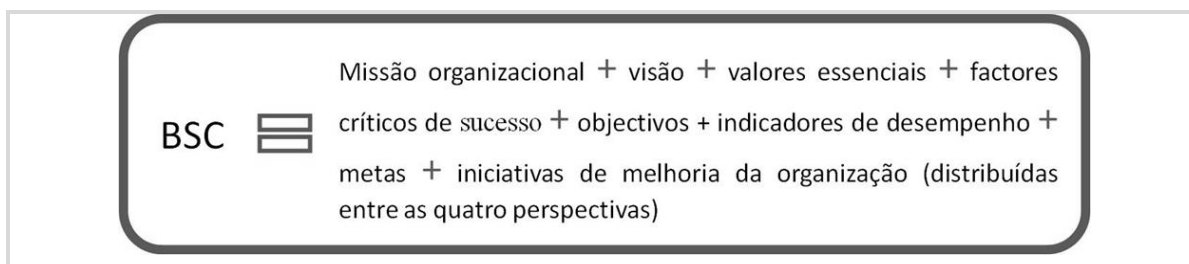 Missão organizacional + visão + valores essenciais + factores
BSC = críticos de sucesso + objectivos + indicadores de desempenho +
metas + iniciativas de melhoria da organização (distribuídas
entre as quatro perspectivas)